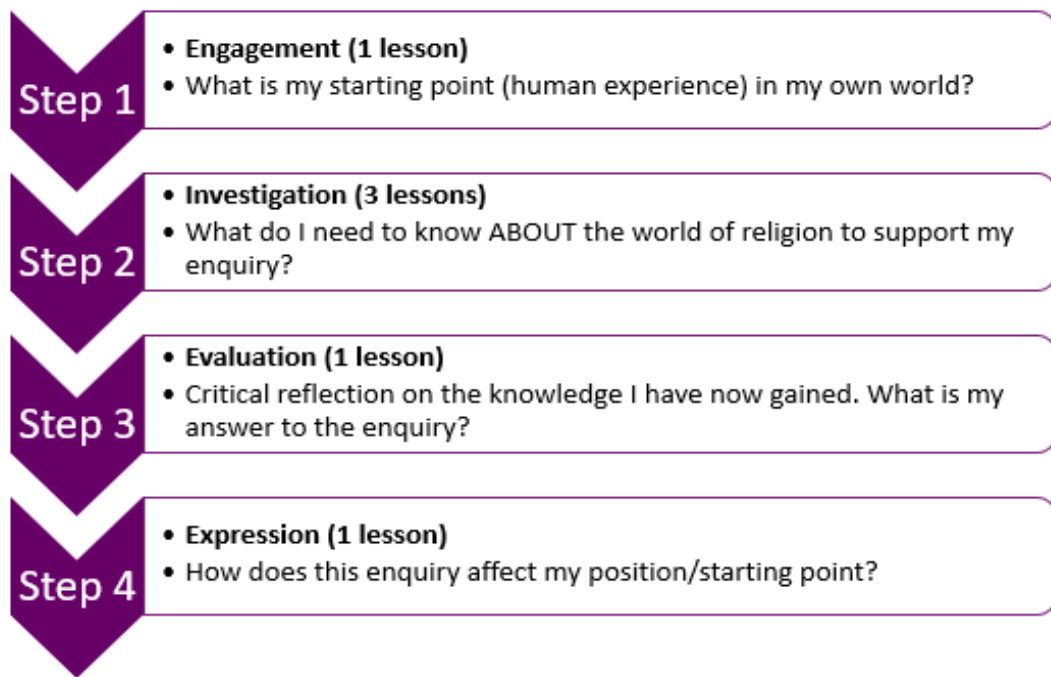 Step 1
• Engagement (1 lesson)
• What is my starting point (human experience) in my own world?
Step 2
• Investigation (3 lessons)
• What do I need to know ABOUT the world of religion to support my
enquiry?
Step 3
• Evaluation (1 lesson)
• Critical reflection on the knowledge I have now gained. What is my
answer to the enquiry?
Step 4
• Expression (1 lesson)
• How does this enquiry affect my position/starting point?